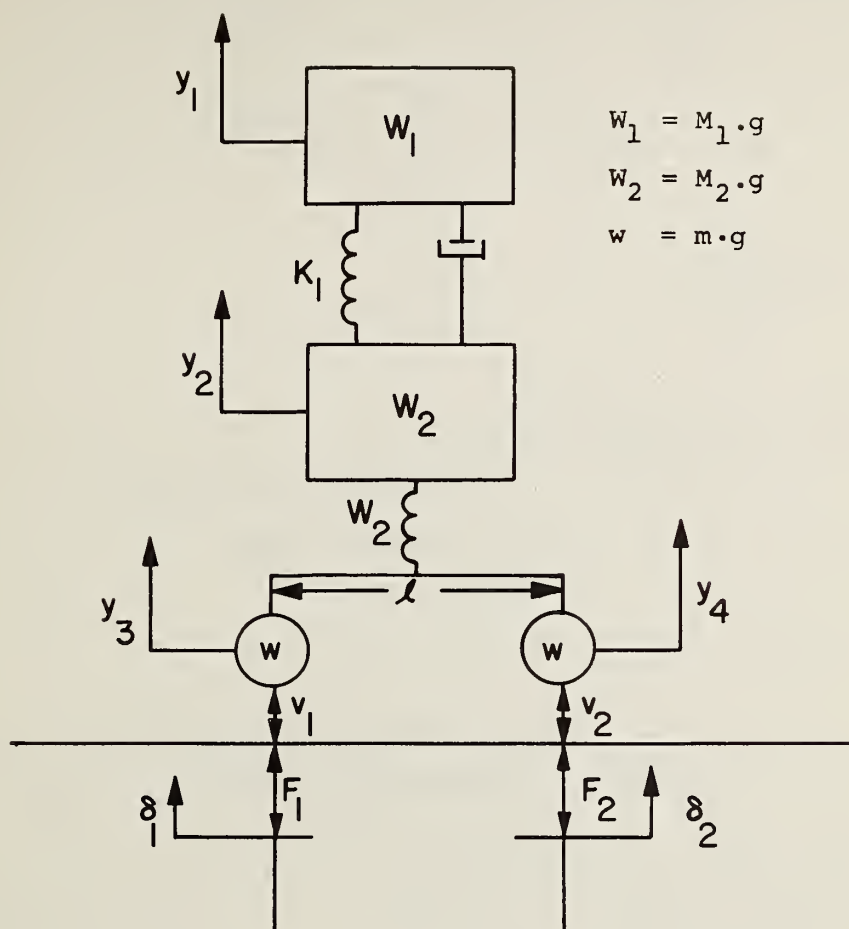 y₁
W₁
W₁ = M₁·g
W₂ = M₂·g
w = m·g
K₁
y₂
W₂
W₂
y₃
ℓ
y₄
w
w
v₁
v₂
δ₁
F₁
F₂
δ₂